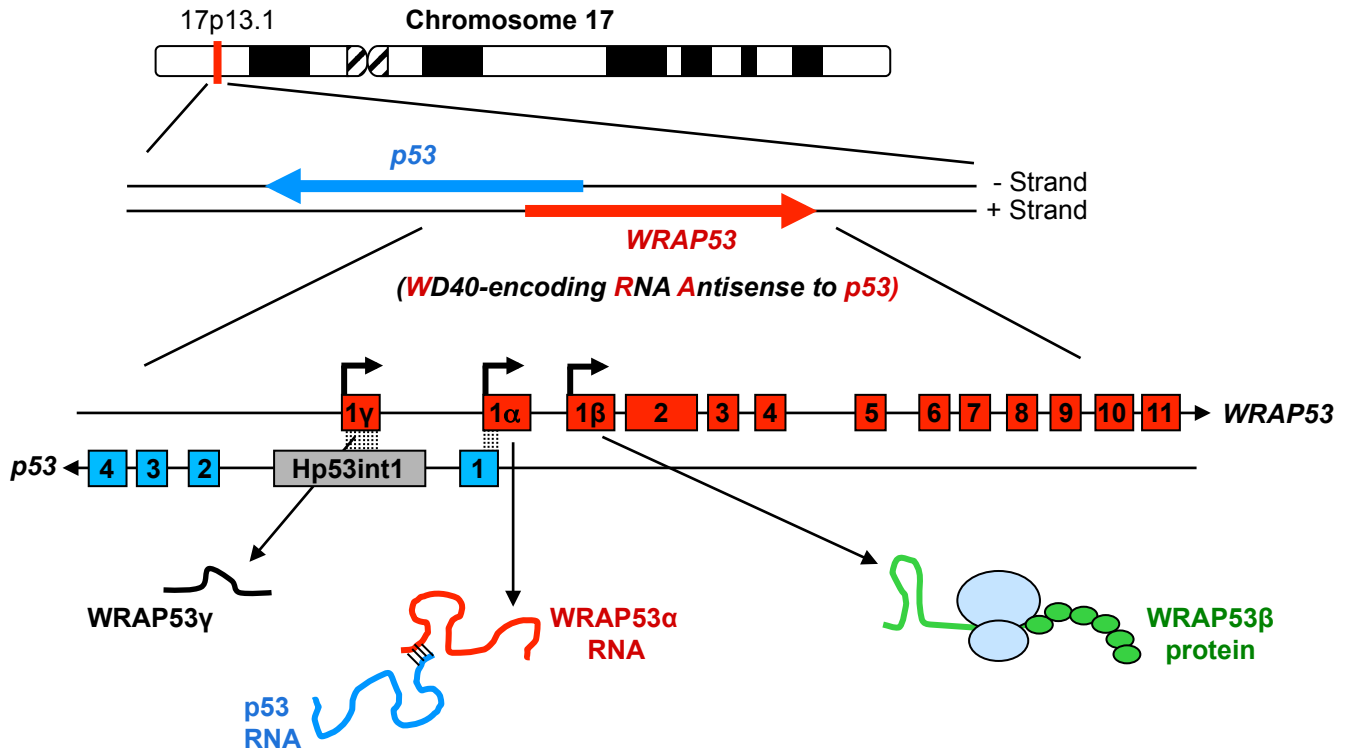 17p13.1 Chromosome 17
p53
- Strand
+ Strand
WRAP53
(WD40-encoding RNA Antisense to p53)
1γ 1α 1β 2 3 4 5 6 7 8 9 10 11 WRAP53
p53 4 3 2 Hp53int1 1
WRAP53γ
WRAP53α
RNA
p53
RNA
WRAP53β
protein